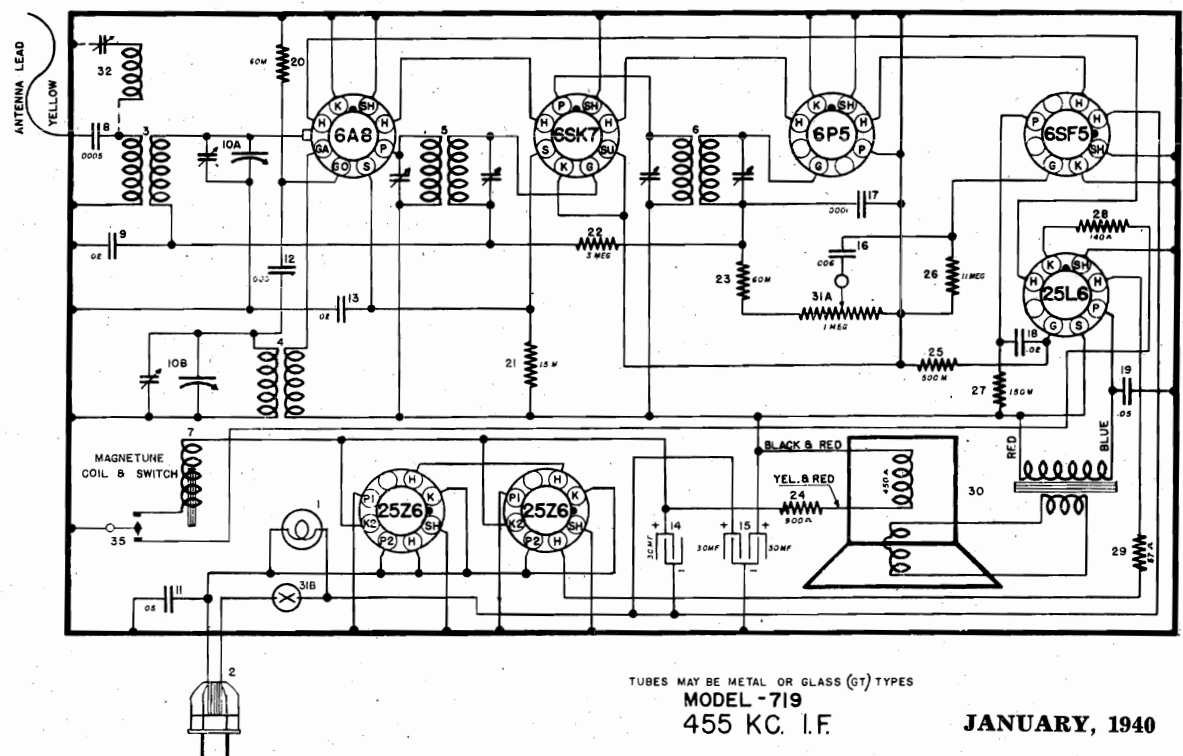 ANTENNA LEAD
YELLOW
32
8
.0005
3
10A
60M
20
K SH
H H
6A8
GA P
GO S
5
P SH
H H
6SK7
S SU
K G
6
K SH
H H
6P5
P
G
H
P H
6SF5
SH
G K
17
.0001
9
.02
12
13
.02
22
3 MEG
23
60M
16
.006
31A
1 MEG
26
11 MEG
28
140Ω
K SH
H H
25L6
P
G S
10B
4
21
15 M
25
500 M
18
.02
27
150M
19
.05
7
MAGNETUNE
COIL & SWITCH
35
1
H
P1 K
25Z6
K2 SH
P2 H
H
P1 K
25Z6
K2 SH
P2 H
BLACK & RED
YEL. & RED
24
900Ω
450Ω
30
RED
BLUE
+ 14
30MF
−
15
+ +
30MF 30MF
−
29
57Ω
31B
11
.05
2
TUBES MAY BE METAL OR GLASS (GT) TYPES
MODEL-719
455 KC. I.F.
JANUARY, 1940